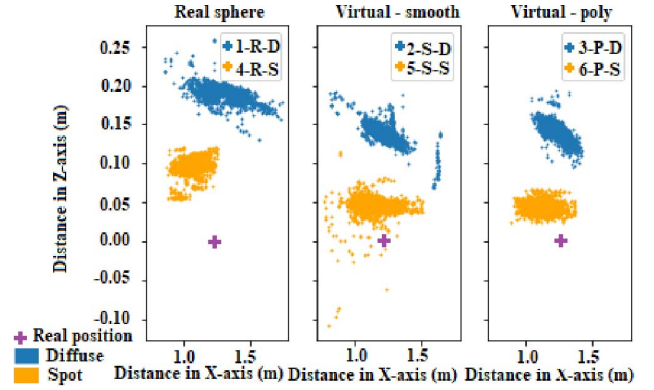 Real sphere
Virtual - smooth
Virtual - poly
1-R-D
4-R-S
2-S-D
5-S-S
3-P-D
6-P-S
Distance in Z-axis (m)
0.25
0.20
0.15
0.10
0.05
0.00
-0.05
-0.10
1.0 1.5
1.0 1.5
1.0 1.5
Real position
Diffuse
Spot
Distance in X-axis (m)
Distance in X-axis (m)
Distance in X-axis (m)